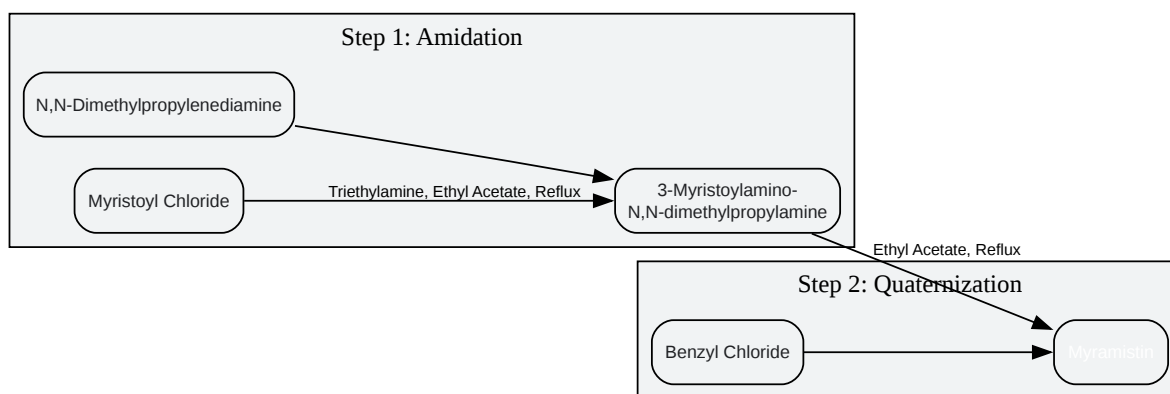 Step 1: Amidation
N,N-Dimethylpropylenediamine
Myristoyl Chloride
Triethylamine, Ethyl Acetate, Reflux
3-Myristoylamino-
N,N-dimethylpropylamine
Ethyl Acetate, Reflux
Step 2: Quaternization
Benzyl Chloride
Myramistin